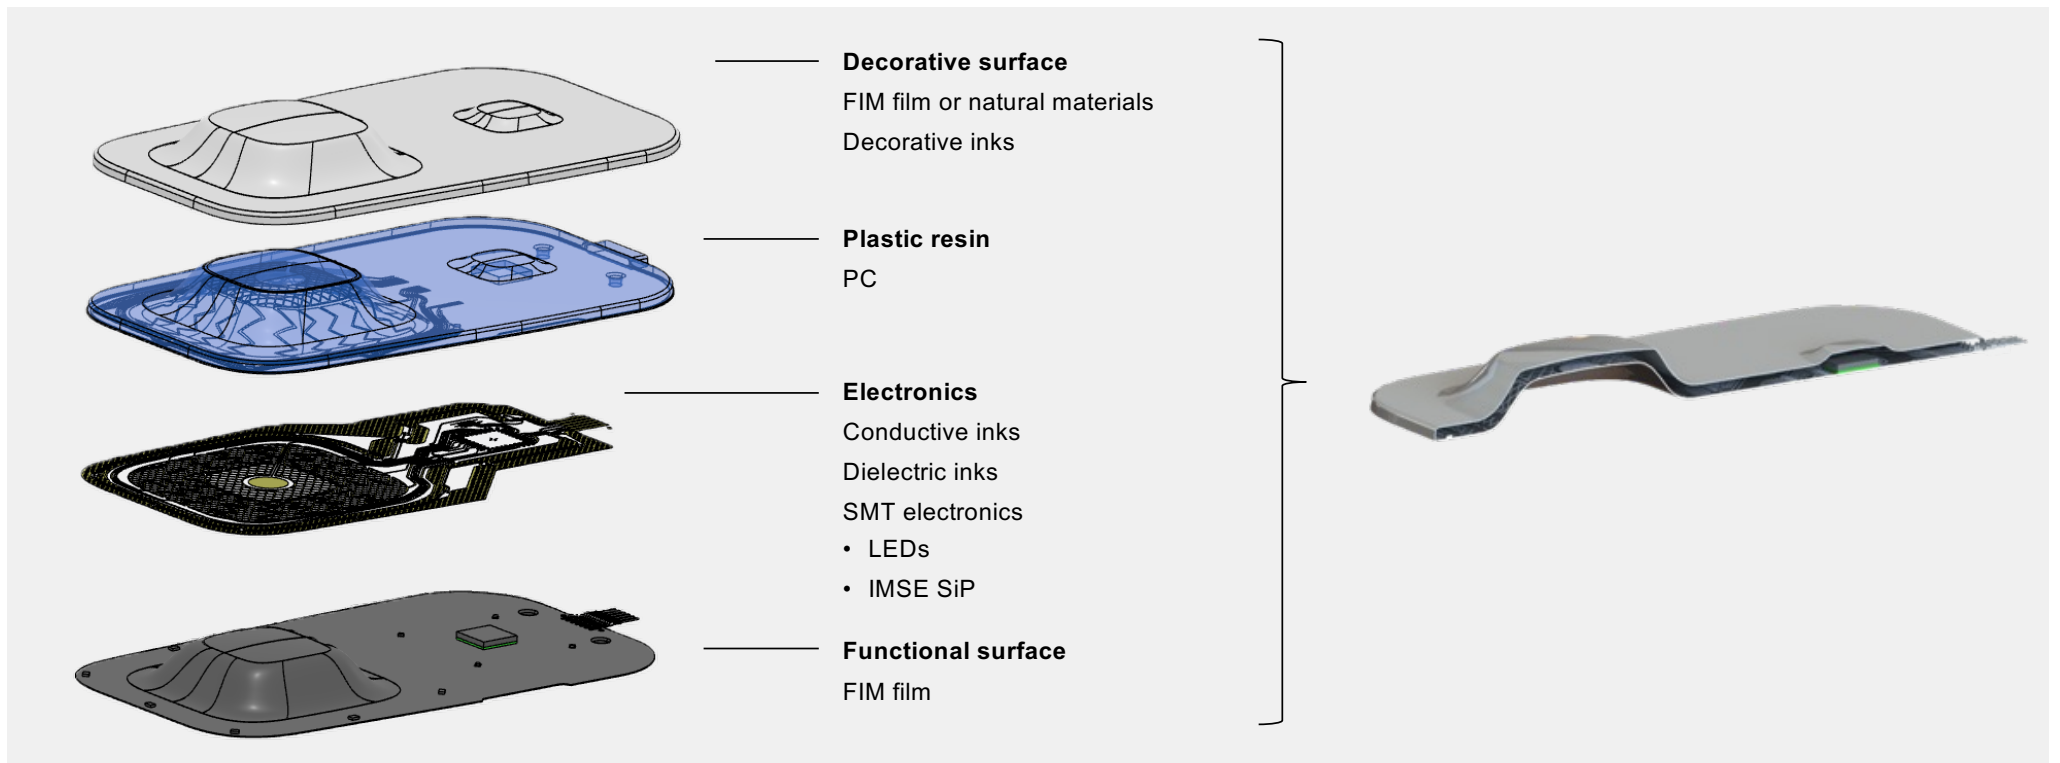 Decorative surface
FIM film or natural materials
Decorative inks
Plastic resin
PC
Electronics
Conductive inks
Dielectric inks
SMT electronics
• LEDs
• IMSE SiP
Functional surface
FIM film